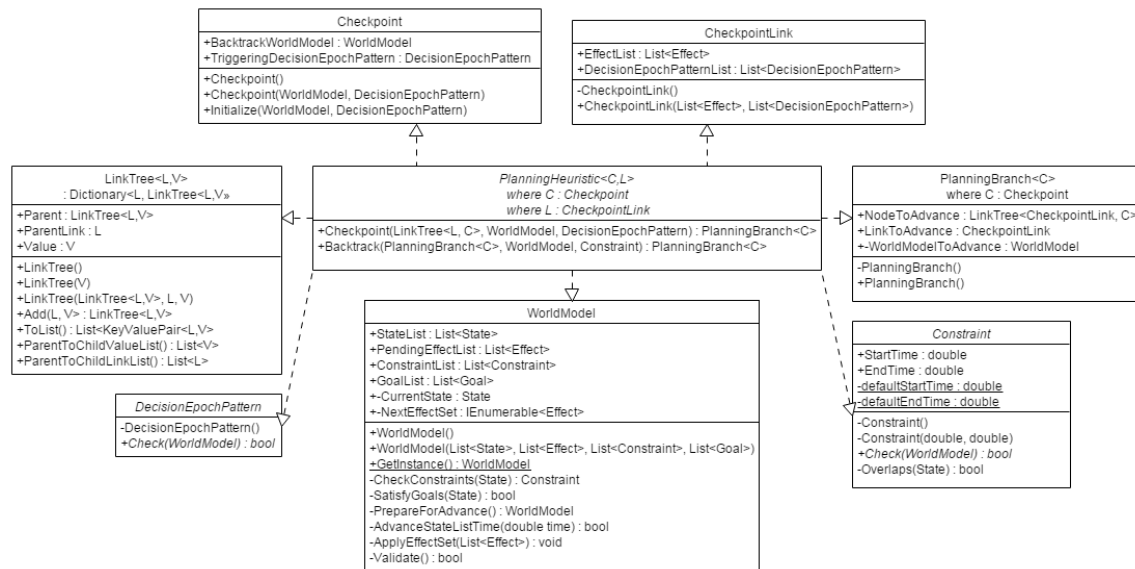 Checkpoint
+BacktrackWorldModel : WorldModel
+TriggeringDecisionEpochPattern : DecisionEpochPattern
+Checkpoint()
+Checkpoint(WorldModel, DecisionEpochPattern)
+Initialize(WorldModel, DecisionEpochPattern)
CheckpointLink
+EffectList : List<Effect>
+DecisionEpochPatternList : List<DecisionEpochPattern>
-CheckpointLink()
+CheckpointLink(List<Effect>, List<DecisionEpochPattern>)
LinkTree<L,V>
: Dictionary<L, LinkTree<L,V»
+Parent : LinkTree<L,V>
+ParentLink : L
+Value : V
+LinkTree()
+LinkTree(V)
+LinkTree(LinkTree<L,V>, L, V)
+Add(L, V) : LinkTree<L,V>
+ToList() : List<KeyValuePair<L,V>
+ParentToChildValueList() : List<V>
+ParentToChildLinkList() : List<L>
PlanningHeuristic<C,L>
where C : Checkpoint
where L : CheckpointLink
+Checkpoint(LinkTree<L, C>, WorldModel, DecisionEpochPattern) : PlanningBranch<C>
+Backtrack(PlanningBranch<C>, WorldModel, Constraint) : PlanningBranch<C>
PlanningBranch<C>
where C : Checkpoint
+NodeToAdvance : LinkTree<CheckpointLink, C>
+LinkToAdvance : CheckpointLink
+-WorldModelToAdvance : WorldModel
-PlanningBranch()
+PlanningBranch()
WorldModel
+StateList : List<State>
+PendingEffectList : List<Effect>
+ConstraintList : List<Constraint>
+GoalList : List<Goal>
+-CurrentState : State
+-NextEffectSet : IEnumerable<Effect>
+WorldModel()
+WorldModel(List<State>, List<Effect>, List<Constraint>, List<Goal>)
+GetInstance() : WorldModel
-CheckConstraints(State) : Constraint
-SatisfyGoals(State) : bool
-PrepareForAdvance() : WorldModel
-AdvanceStateListTime(double time) : bool
-ApplyEffectSet(List<Effect>) : void
-Validate() : bool
DecisionEpochPattern
-DecisionEpochPattern()
+Check(WorldModel) : bool
Constraint
+StartTime : double
+EndTime : double
-defaultStartTime : double
-defaultEndTime : double
-Constraint()
-Constraint(double, double)
+Check(WorldModel) : bool
-Overlaps(State) : bool